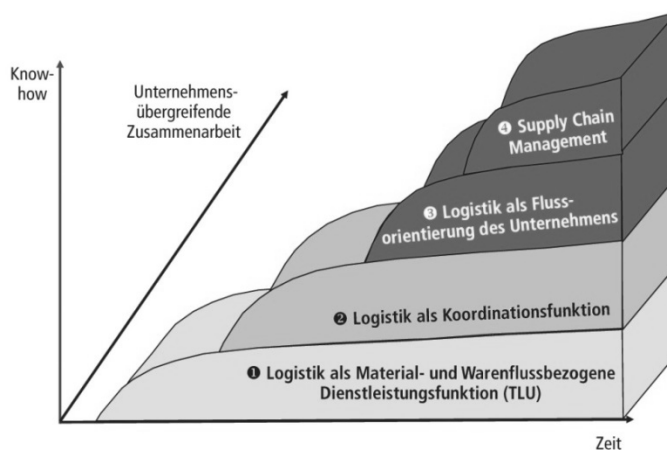 Know-
how
Unternehmens-
übergreifende
Zusammenarbeit
❹ Supply Chain
Management
❸ Logistik als Fluss-
orientierung des Unternehmens
❷ Logistik als Koordinationsfunktion
❶ Logistik als Material- und Warenflussbezogene
Dienstleistungsfunktion (TLU)
Zeit